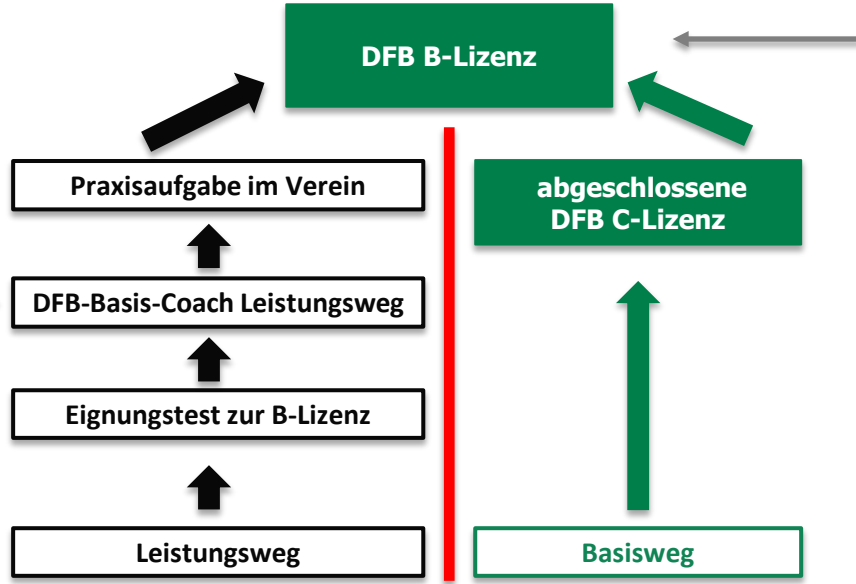 DFB B-Lizenz
Praxisaufgabe im Verein
abgeschlossene
DFB C-Lizenz
DFB-Basis-Coach Leistungsweg
Eignungstest zur B-Lizenz
Leistungsweg
Basisweg